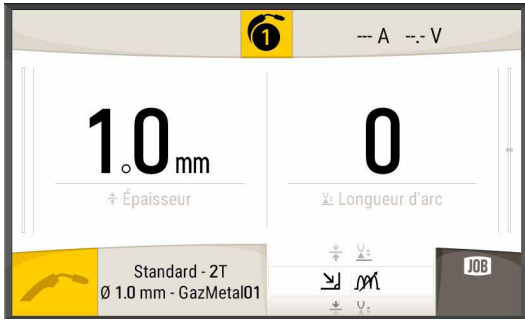 1
--- A --.- V
1.0 mm
0
Épaisseur
Longueur d'arc
Standard - 2T
Ø 1.0 mm - GazMetal01
JOB